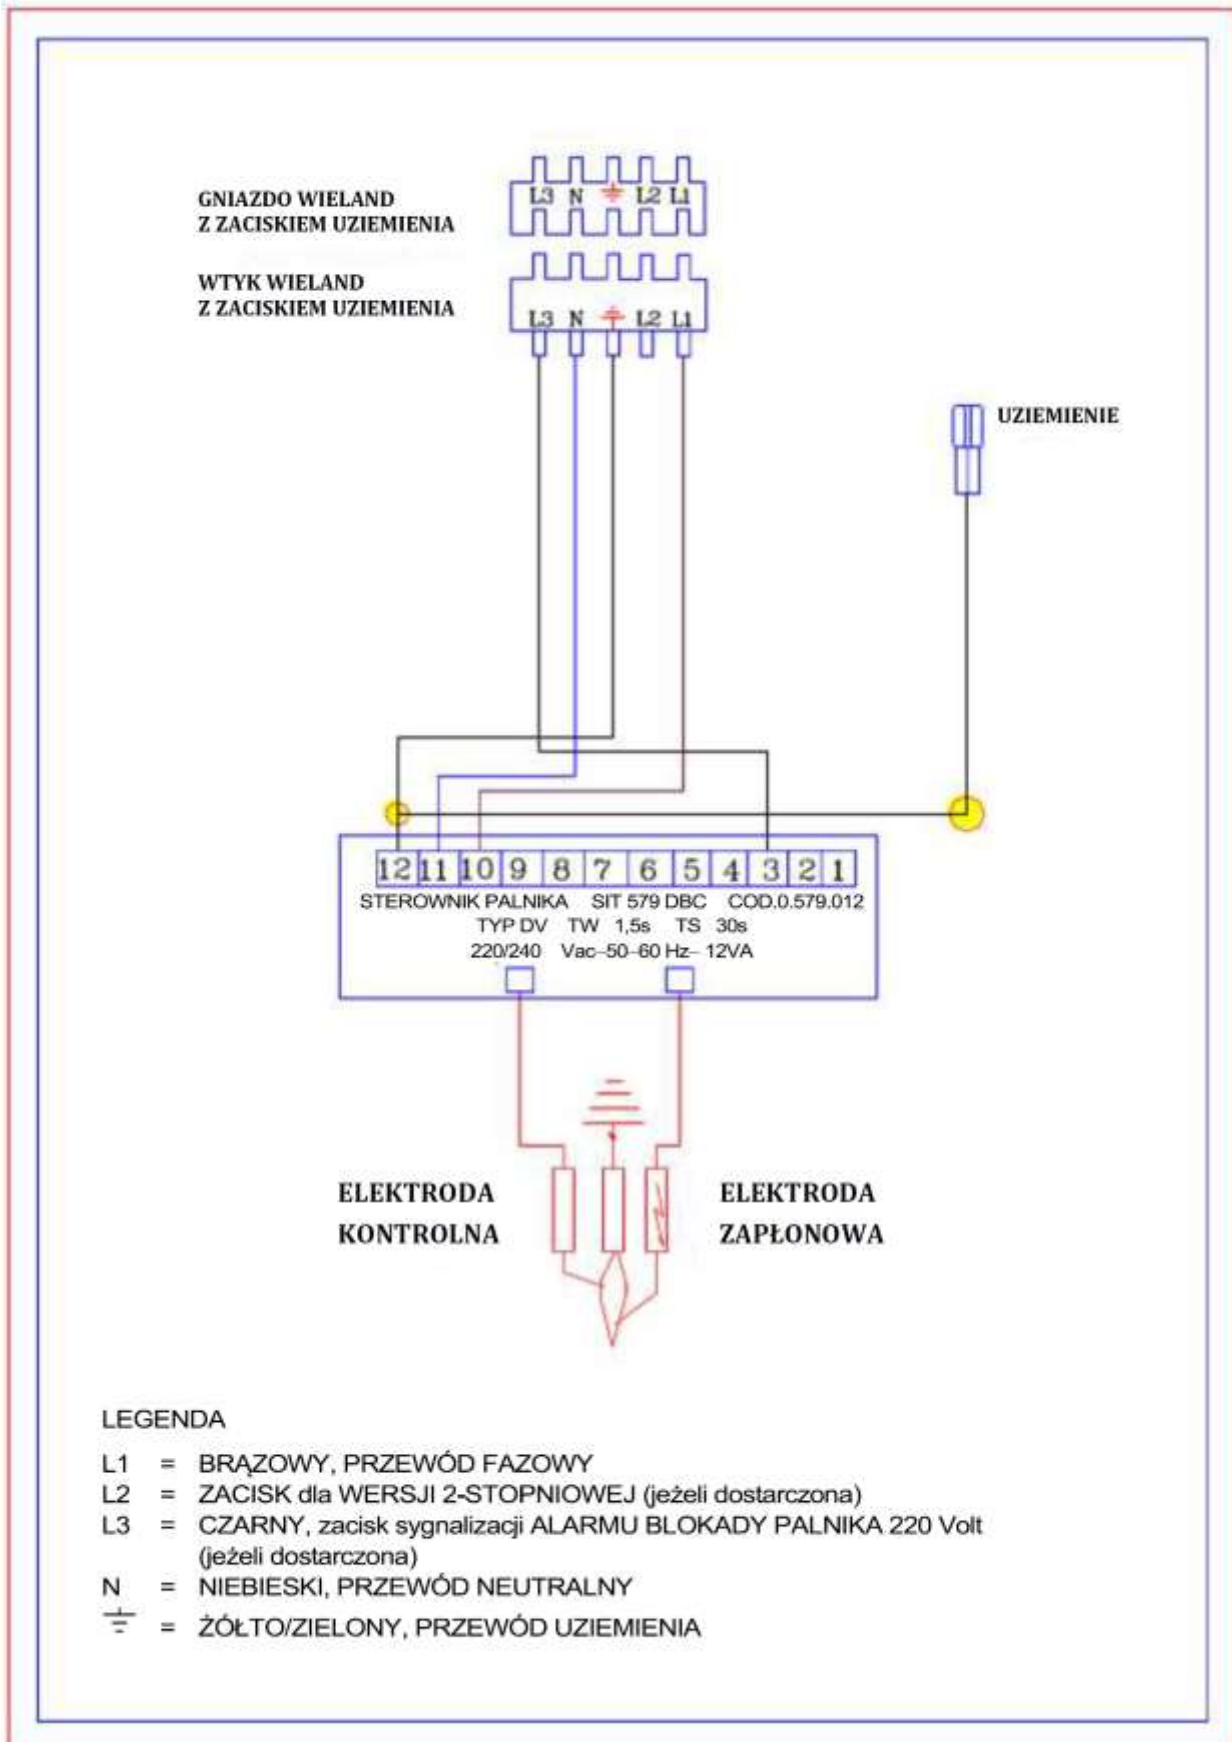 GNIAZDO WIELAND
Z ZACISKIEM UZIEMIENIA
L3 N L2 L1
WTYK WIELAND
Z ZACISKIEM UZIEMIENIA
L3 N L2 L1
UZIEMIENIE
12 11 10 9 8 7 6 5 4 3 2 1
STEROWNIK PALNIKA SIT 579 DBC COD.0.579.012
TYP DV TW 1,5s TS 30s
220/240 Vac-50-60 Hz- 12VA
ELEKTRODA
KONTROLNA
ELEKTRODA
ZAPŁONOWA
LEGENDA
L1 = BRĄZOWY, PRZEWÓD FAZOWY
L2 = ZACISK dla WERSJI 2-STOPNIOWEJ (jeżeli dostarczona)
L3 = CZARNY, zacisk sygnalizacji ALARMU BLOKADY PALNIKA 220 Volt
(jeżeli dostarczona)
N = NIEBIESKI, PRZEWÓD NEUTRALNY
= ŻÓŁTO/ZIELONY, PRZEWÓD UZIEMIENIA